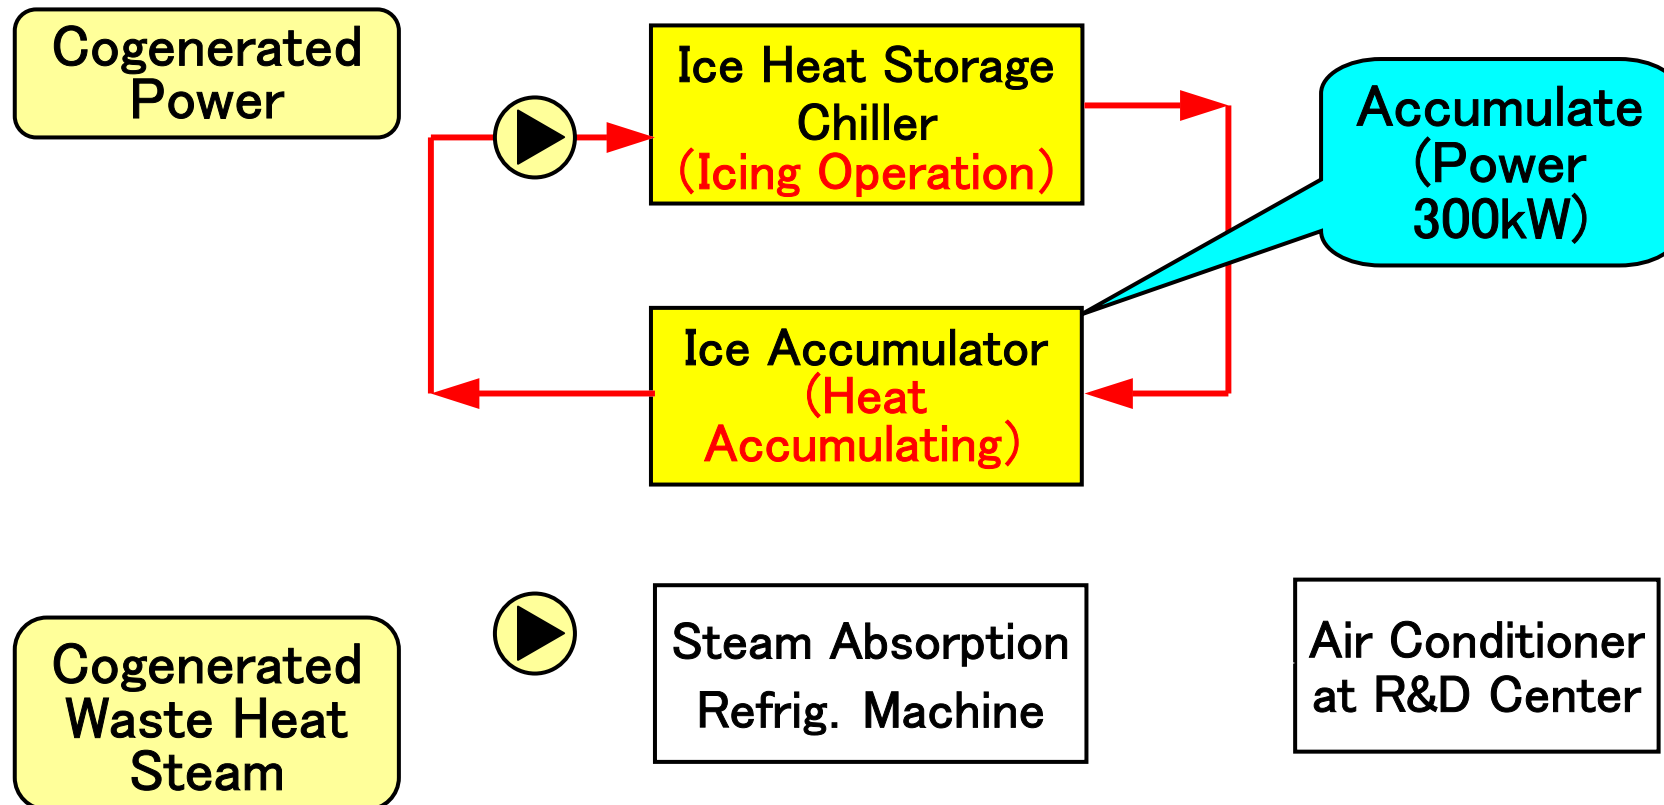 Cogenerated
Power
Ice Heat Storage
Chiller
(Icing Operation)
Accumulate
(Power
300kW)
Ice Accumulator
(Heat
Accumulating)
Cogenerated
Waste Heat
Steam
Steam Absorption
Refrig. Machine
Air Conditioner
at R&D Center